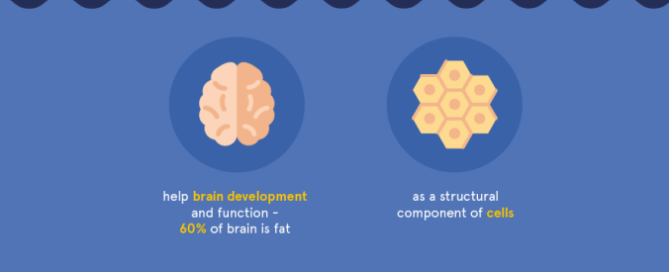 help brain development
and function -
60% of brain is fat
as a structural
component of cells